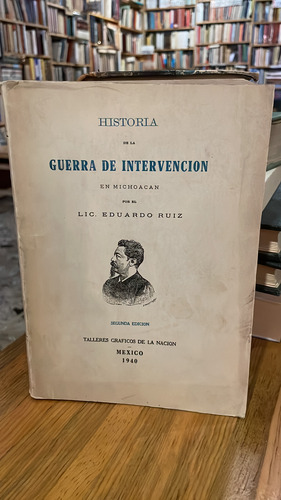 HISTORIA
DE LA
GUERRA DE INTERVENCION
EN MICHOACAN
POR EL
LIC. EDUARDO RUIZ
SEGUNDA EDICION
TALLERES GRAFICOS DE LA NACION
MEXICO
1940